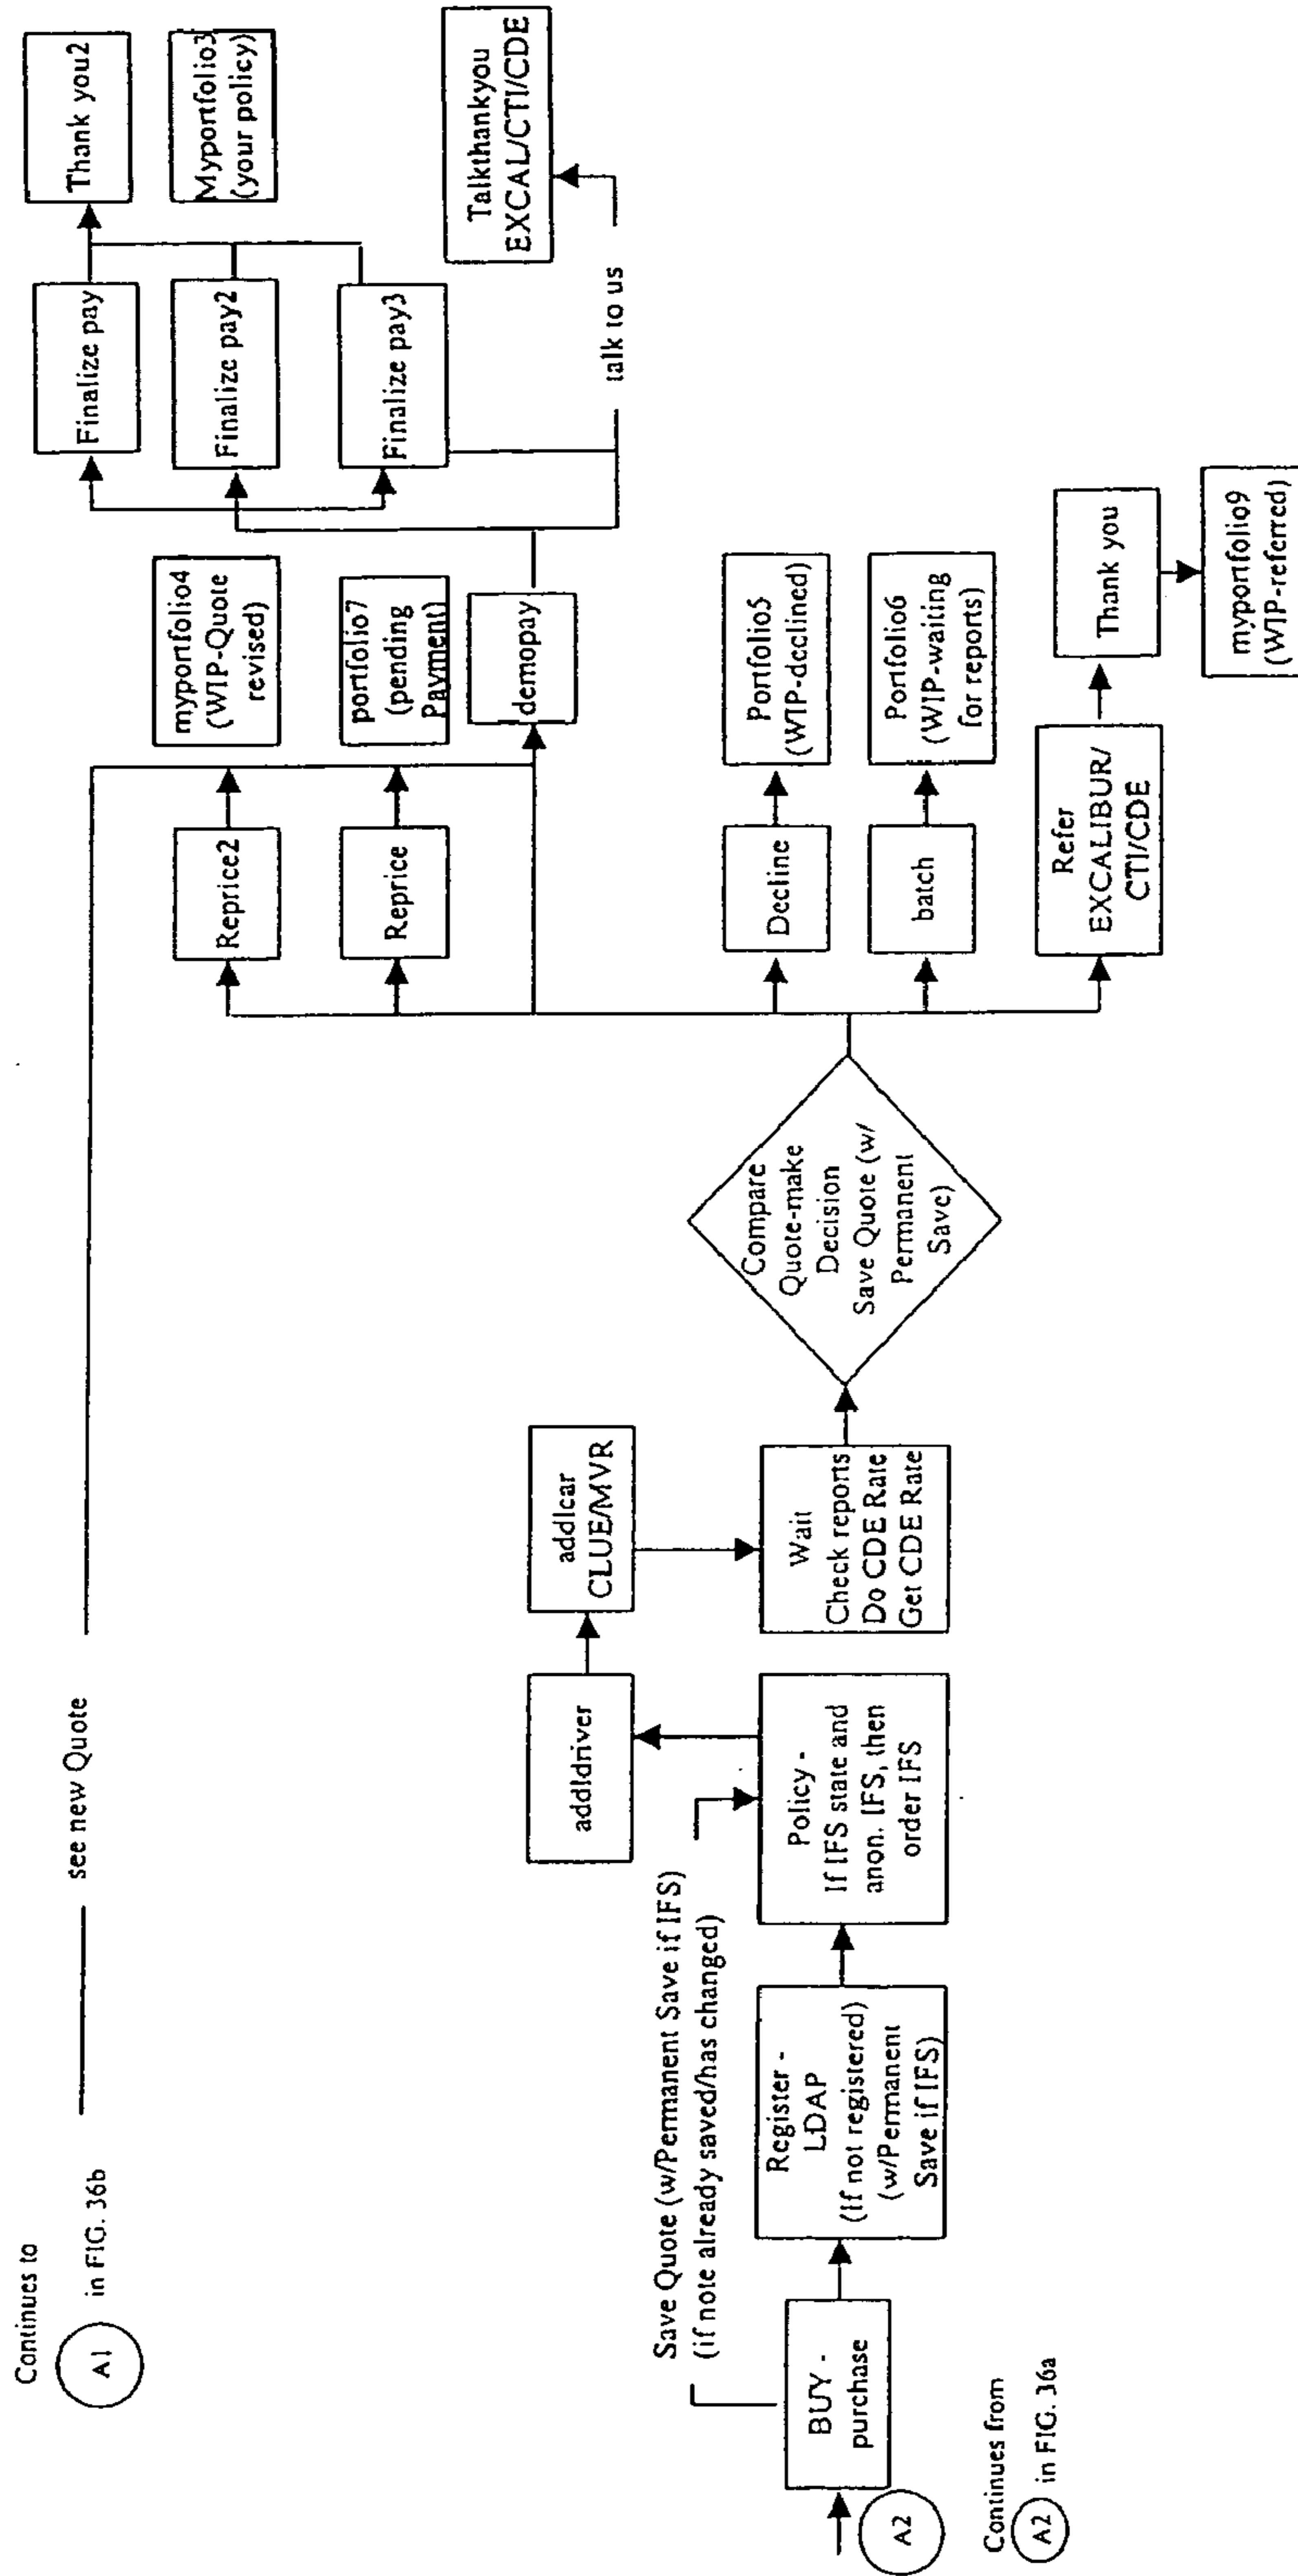 Continues to
A1 in FIG. 36b
see new Quote
Reprice2
myportfolio4
(WIP-Quote
revised)
Reprice
portfolio7
(pending
Payment)
demopay
Finalize pay
Finalize pay2
Finalize pay3
Thank you2
Myportfolio3
(your policy)
talk to us
Talkthankyou
EXCAL/CTI/CDE
Save Quote (w/Permanent Save if IFS)
(if note already saved/has changed)
A2
BUY -
purchase
Register -
LDAP
(If not registered)
(w/Permanent
Save if IFS)
Policy -
If IFS state and
anon. IFS, then
order IFS
addldriver
addlcar
CLUE/MVR
Wait
Check reports
Do CDE Rate
Get CDE Rate
Compare
Quote-make
Decision
Save Quote (w/
Permanent
Save)
Decline
Portfolio5
(WIP-declined)
batch
Portfolio6
(WIP-waiting
for reports)
Refer
EXCALIBUR/
CTI/CDE
Thank you
myportfolio9
(WIP-referred)
Continues from
A2 in FIG. 36a